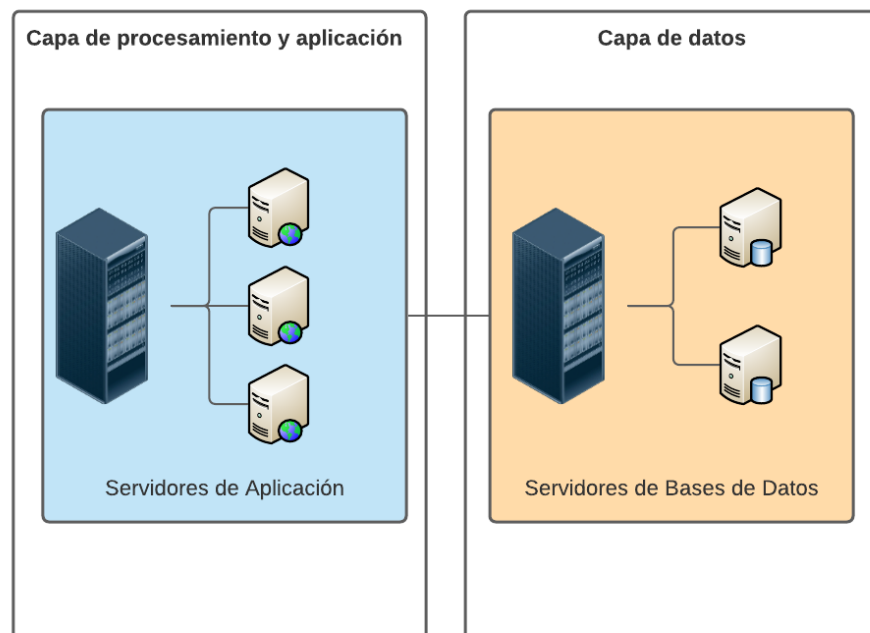 Capa de procesamiento y aplicación
Capa de datos
Servidores de Aplicación
Servidores de Bases de Datos